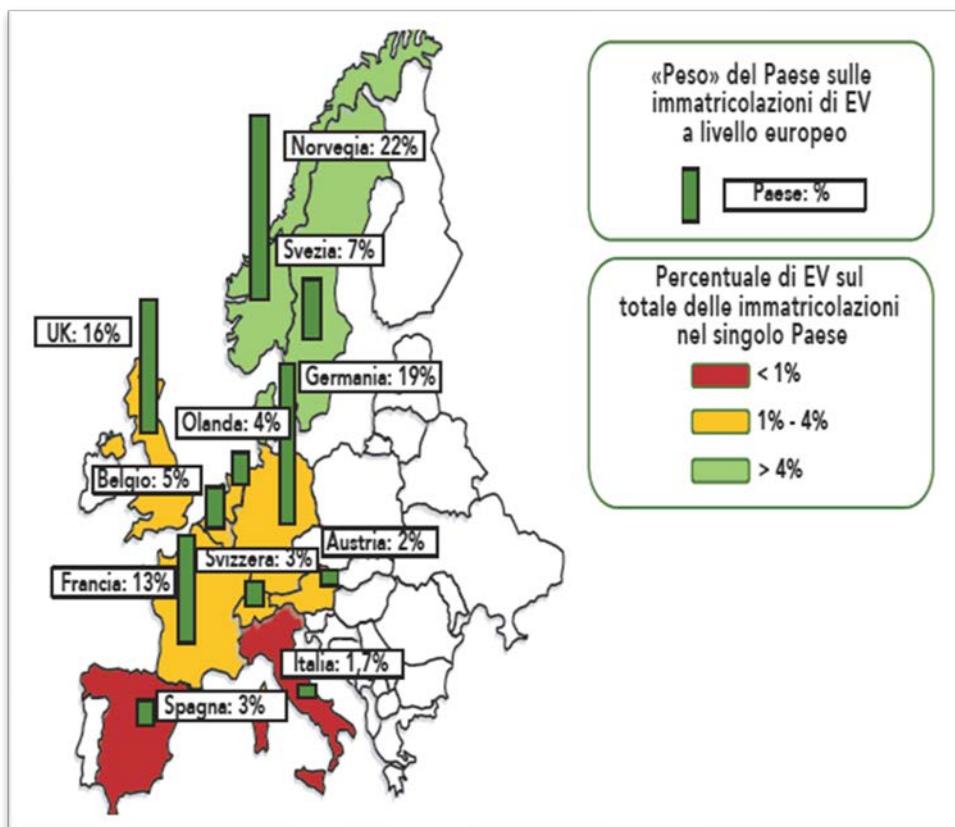 «Peso» del Paese sulle
immatricolazioni di EV
a livello europeo
Paese: %
Percentuale di EV sul
totale delle immatricolazioni
nel singolo Paese
< 1%
1% - 4%
> 4%
Norvegia: 22%
Svezia: 7%
UK: 16%
Germania: 19%
Olanda: 4%
Belgio: 5%
Austria: 2%
Svizzera: 3%
Francia: 13%
Italia: 1,7%
Spagna: 3%